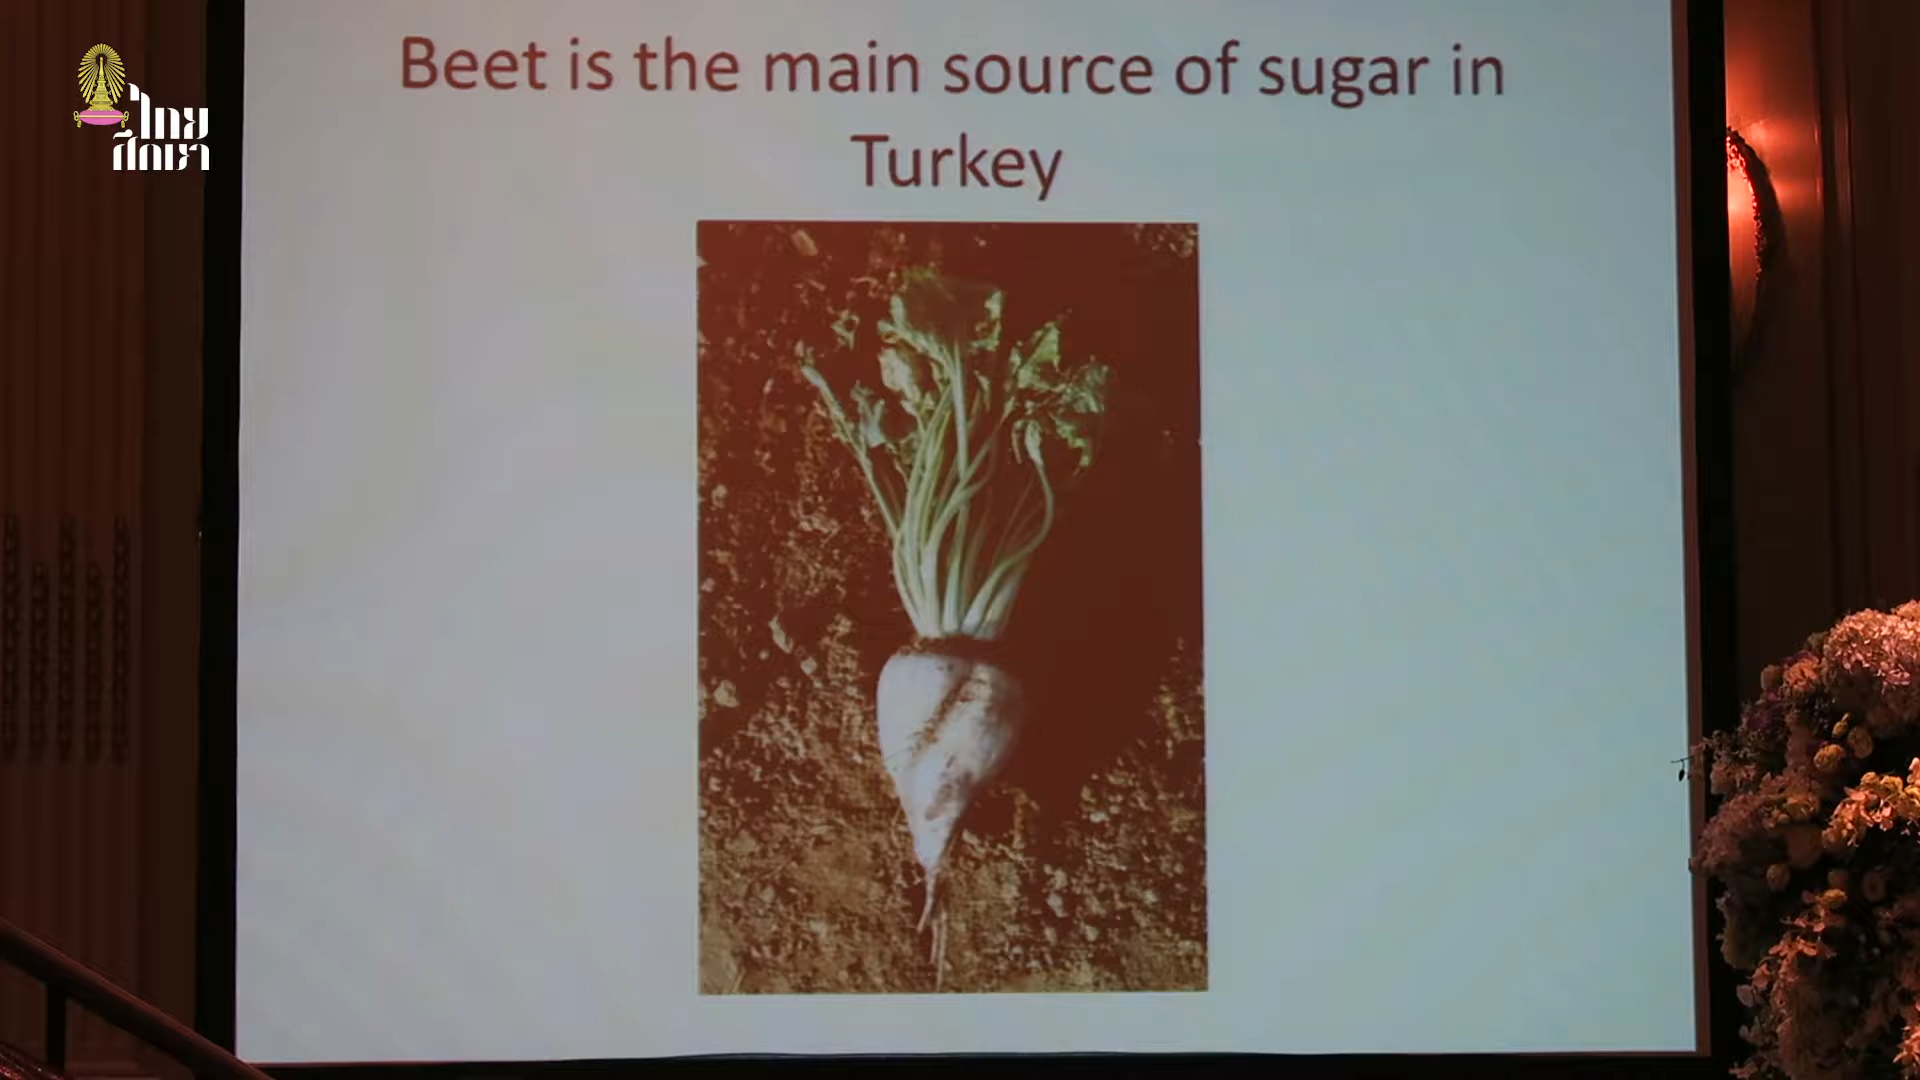 Beet is the main source of sugar in
Turkey
ไทย
ศึกษา